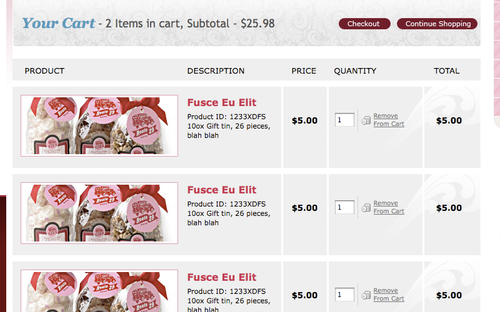 Your Cart - 2 Items in cart, Subtotal - $25.98
Checkout
Continue Shopping
PRODUCT DESCRIPTION PRICE QUANTITY TOTAL
Fusce Eu Elit
Product ID: 1233XDFS
10ox Gift tin, 26 pieces,
blah blah
$5.00
1
Remove
From Cart
$5.00
Fusce Eu Elit
Product ID: 1233XDFS
10ox Gift tin, 26 pieces,
blah blah
$5.00
1
Remove
From Cart
$5.00
Fusce Eu Elit
Product ID: 1233XDFS
10ox Gift tin, 26 pieces,
blah blah
$5.00
1
Remove
From Cart
$5.00